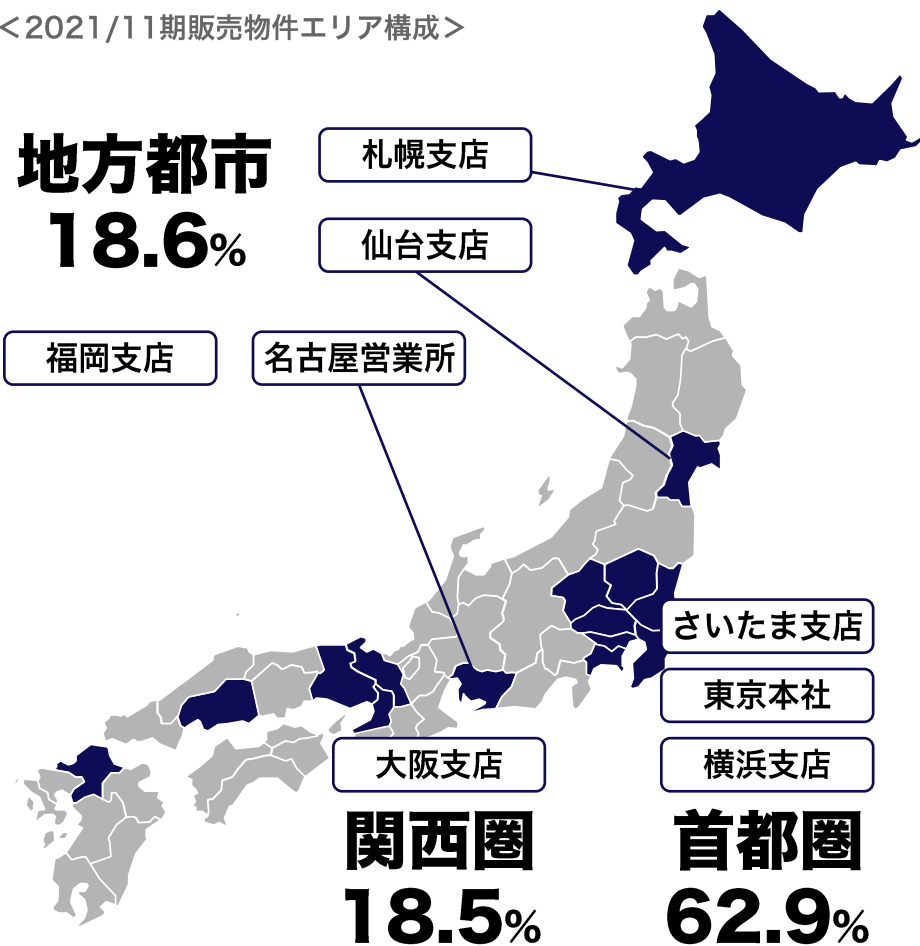 ＜2021/11期販売物件エリア構成＞
地方都市
18.6%
札幌支店
仙台支店
福岡支店
名古屋営業所
さいたま支店
東京本社
横浜支店
大阪支店
関西圏
18.5%
首都圏
62.9%